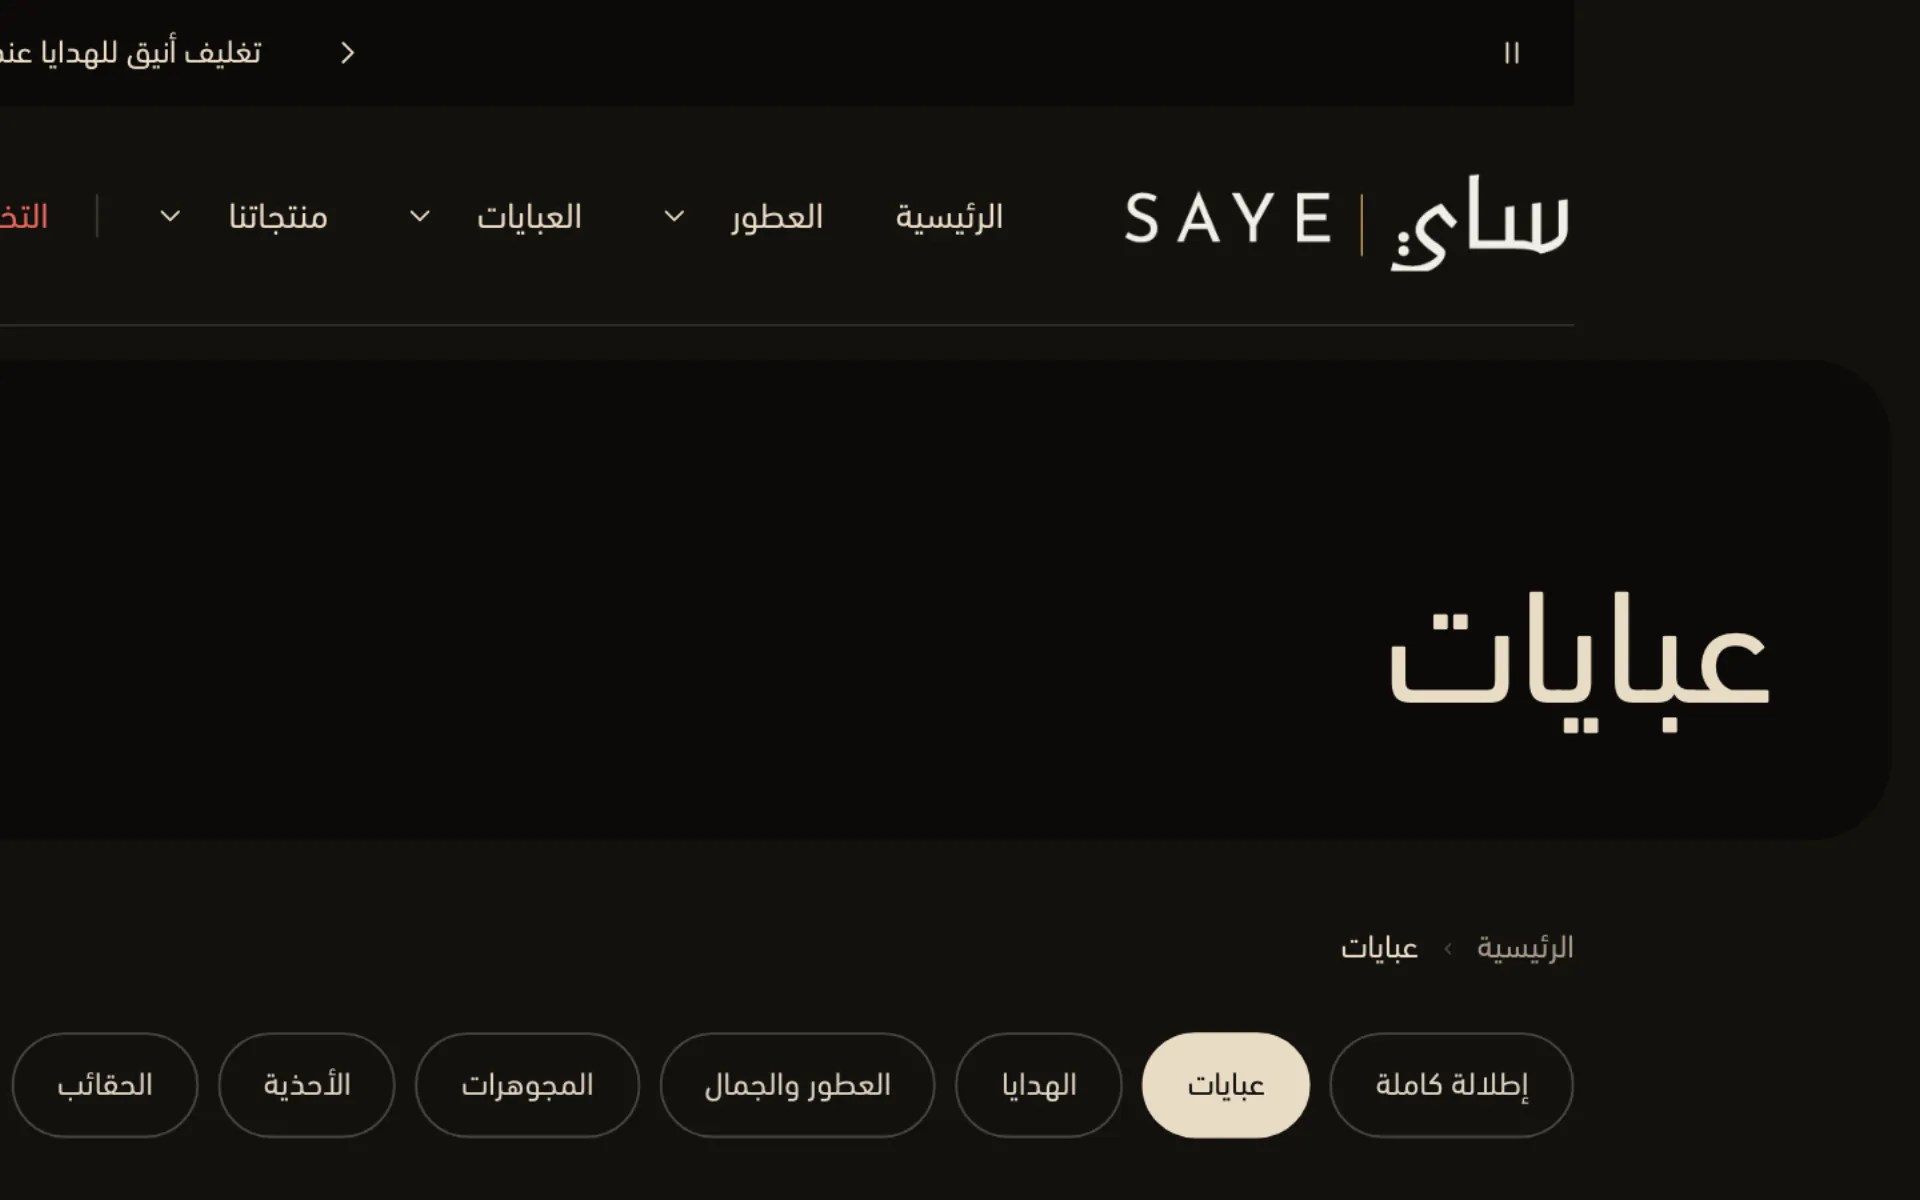 تغليف أنيق للهدايا
ساي | SAYE
الرئيسية العطور العبايات منتجاتنا
عبايات
الرئيسية › عبايات
إطلالة كاملة عبايات الهدايا العطور والجمال المجوهرات الأحذية الحقائب